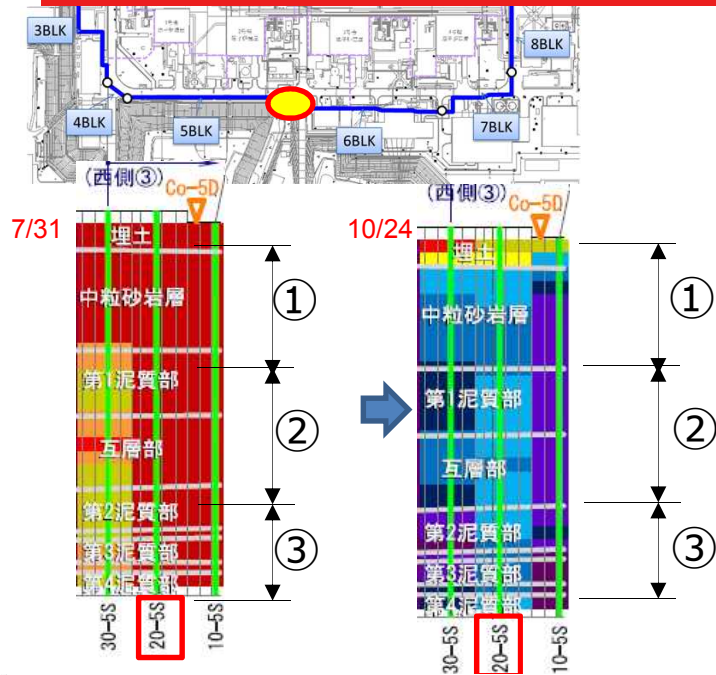 3BLK
8BLK
4BLK
5BLK
6BLK
7BLK
(西側③)
Co-5D
7/31
埋土
中粒砂岩層
第1泥質部
互層部
第2泥質部
第3泥質部
第4泥質部
30-5S
20-5S
10-5S
①
②
③
(西側③)
Co-5D
10/24
埋土
中粒砂岩層
第1泥質部
互層部
第2泥質部
第3泥質部
第4泥質部
30-5S
20-5S
10-5S
①
②
③